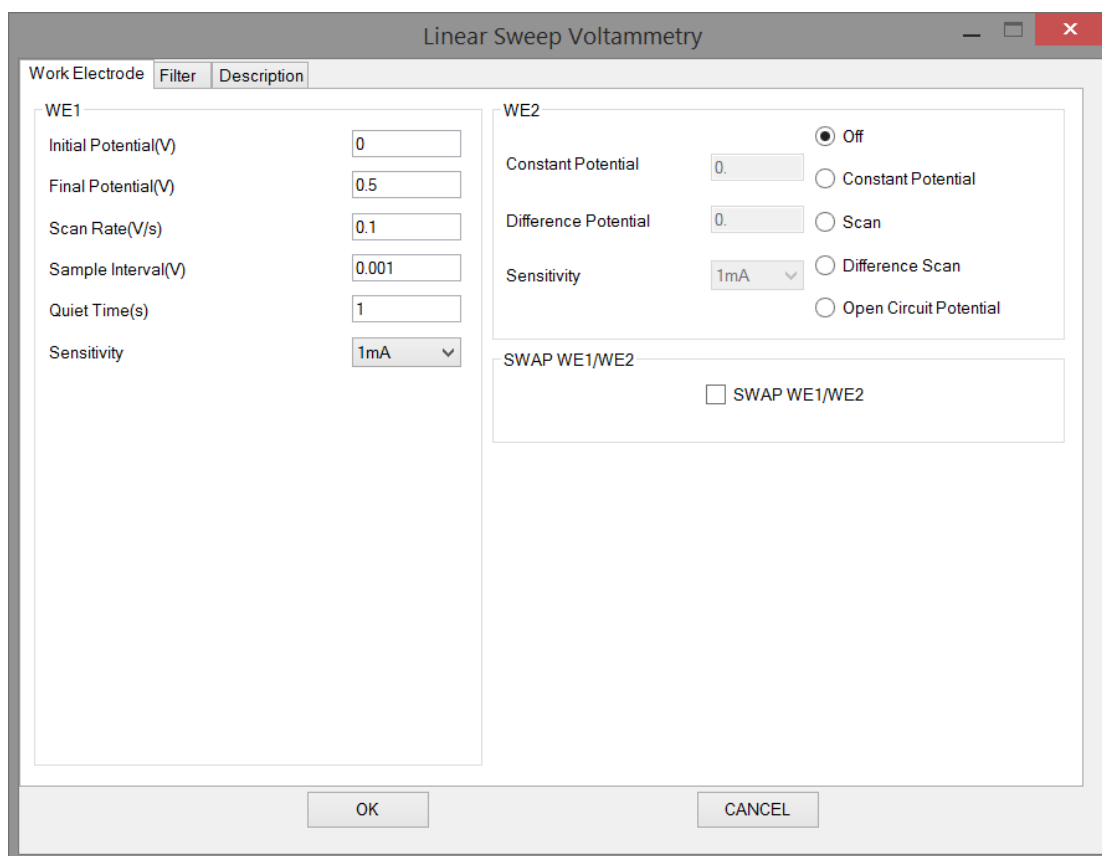 Linear Sweep Voltammetry
Work Electrode Filter Description
WE1
Initial Potential(V) 0
Final Potential(V) 0.5
Scan Rate(V/s) 0.1
Sample Interval(V) 0.001
Quiet Time(s) 1
Sensitivity 1mA
WE2
Off
Constant Potential 0. Constant Potential
Difference Potential 0. Scan
Sensitivity 1mA Difference Scan
Open Circuit Potential
SWAP WE1/WE2
SWAP WE1/WE2
OK CANCEL